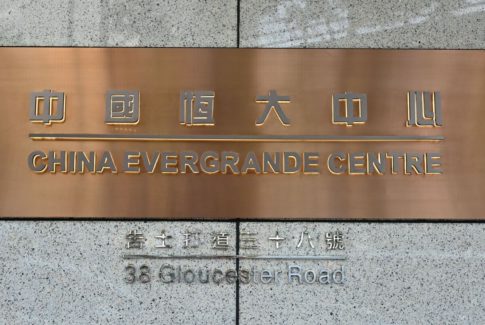 中國恆大中心
CHINA EVERGRANDE CENTRE
告士打道三十八號
38 Gloucester Road